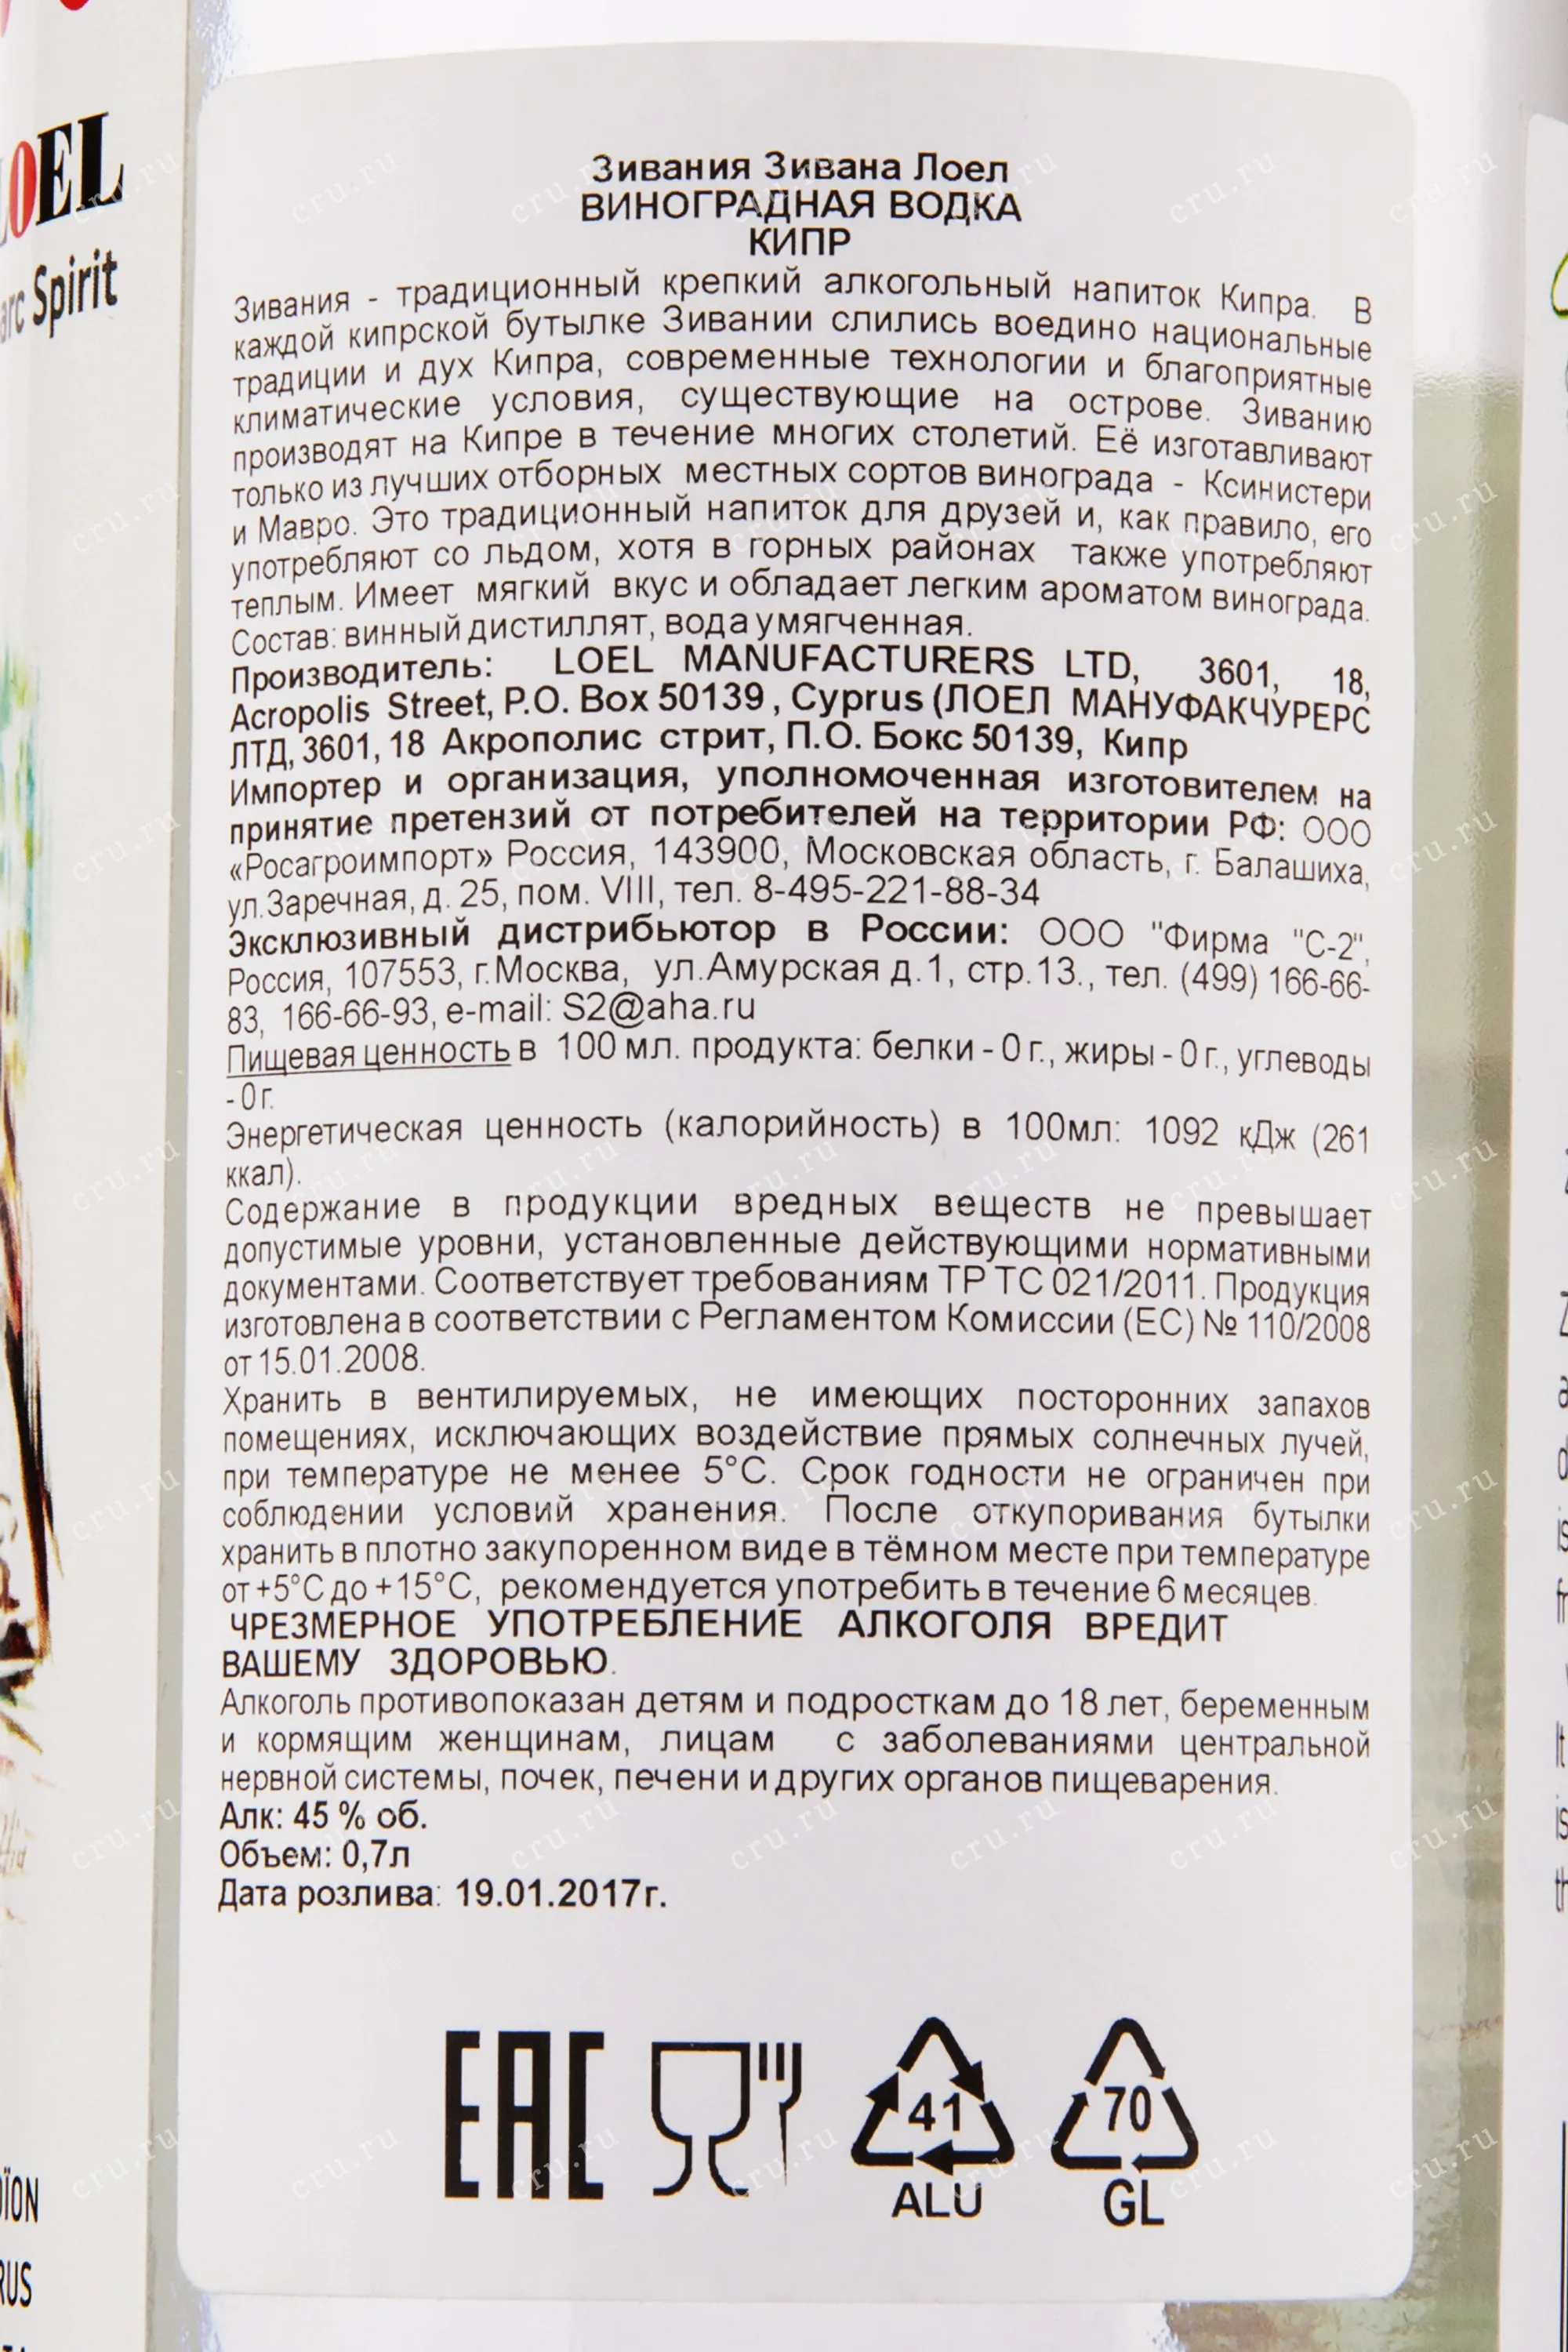 LOEL
Spirit
Зивания Зивана Лоел
ВИНОГРАДНАЯ ВОДКА
КИПР
Зивания - традиционный крепкий алкогольный напиток Кипра. В
каждой кипрской бутылке Зивании слились воедино национальные
традиции и дух Кипра, современные технологии и благоприятные
климатические условия, существующие на острове. Зиванию
производят на Кипре в течение многих столетий. Её изготавливают
только из лучших отборных местных сортов винограда - Ксинистери
и Мавро. Это традиционный напиток для друзей и, как правило, его
употребляют со льдом, хотя в горных районах также употребляют
теплым. Имеет мягкий вкус и обладает легким ароматом винограда.
Состав: винный дистиллят, вода умягченная.
Производитель: LOEL MANUFACTURERS LTD, 3601, 18,
Acropolis Street, P.O. Box 50139 , Cyprus (ЛОЕЛ МАНУФАКЧУРЕРС
ЛТД, 3601, 18 Акрополис стрит, П.О. Бокс 50139, Кипр
Импортер и организация, уполномоченная изготовителем на
принятие претензий от потребителей на территории РФ: ООО
«Росагроимпорт» Россия, 143900, Московская область, г. Балашиха,
ул.Заречная, д. 25, пом. VIII, тел. 8-495-221-88-34
Эксклюзивный дистрибьютор в России: ООО "Фирма "С-2",
Россия, 107553, г.Москва, ул.Амурская д.1, стр.13., тел. (499) 166-66-
83, 166-66-93, e-mail: S2@aha.ru
Пищевая ценность в 100 мл. продукта: белки - 0 г., жиры - 0 г., углеводы
- 0 г.
Энергетическая ценность (калорийность) в 100мл: 1092 кДж (261
ккал).
Содержание в продукции вредных веществ не превышает
допустимые уровни, установленные действующими нормативными
документами. Соответствует требованиям ТР ТС 021/2011. Продукция
изготовлена в соответствии с Регламентом Комиссии (ЕС) № 110/2008
от 15.01.2008.
Хранить в вентилируемых, не имеющих посторонних запахов
помещениях, исключающих воздействие прямых солнечных лучей,
при температуре не менее 5°С. Срок годности не ограничен при
соблюдении условий хранения. После откупоривания бутылки
хранить в плотно закупоренном виде в тёмном месте при температуре
от +5°С до +15°С, рекомендуется употребить в течение 6 месяцев.
ЧРЕЗМЕРНОЕ УПОТРЕБЛЕНИЕ АЛКОГОЛЯ ВРЕДИТ
ВАШЕМУ ЗДОРОВЬЮ.
Алкоголь противопоказан детям и подросткам до 18 лет, беременным
и кормящим женщинам, лицам с заболеваниями центральной
нервной системы, почек, печени и других органов пищеварения.
Алк: 45 % об.
Объем: 0,7л
Дата розлива: 19.01.2017г.
EAC
41
ALU
70
GL
cru.ru